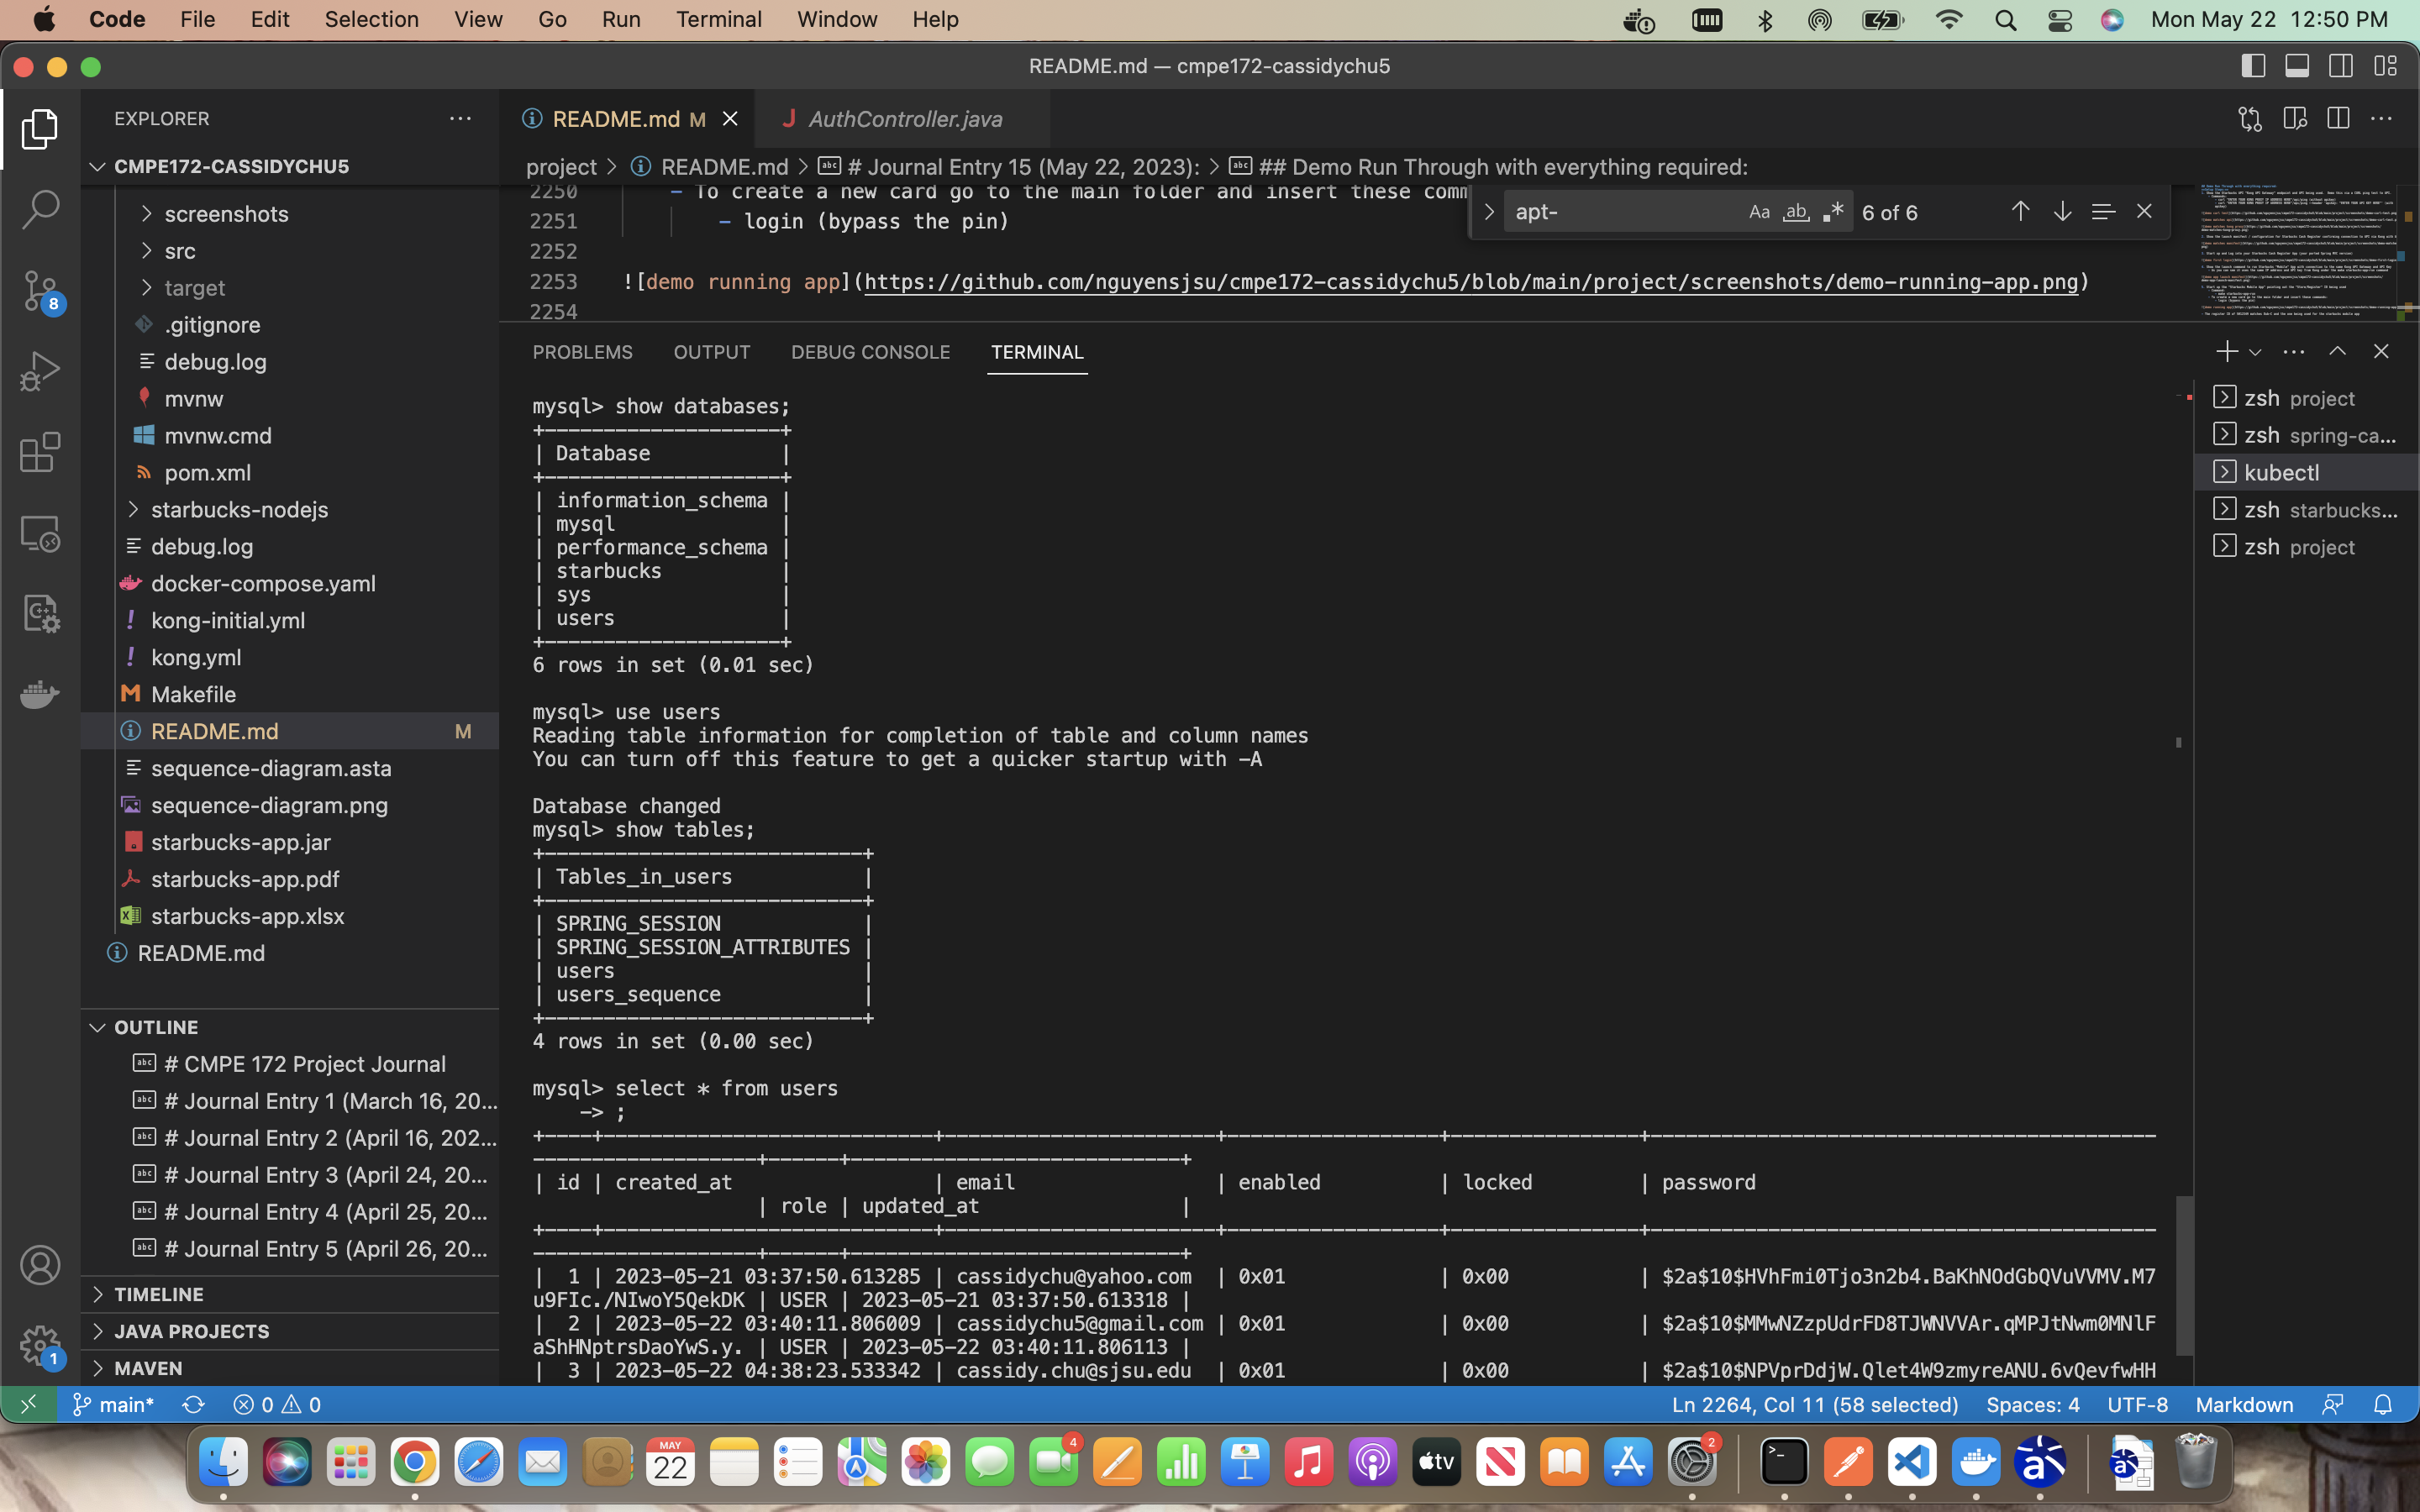 Code File Edit Selection View Go Run Terminal Window Help
Mon May 22 12:50 PM
README.md — cmpe172-cassidychu5
EXPLORER
CMPE172-CASSIDYCHU5
screenshots
src
target
.gitignore
debug.log
mvnw
mvnw.cmd
pom.xml
starbucks-nodejs
debug.log
docker-compose.yaml
kong-initial.yml
kong.yml
Makefile
README.md M
sequence-diagram.asta
sequence-diagram.png
starbucks-app.jar
starbucks-app.pdf
starbucks-app.xlsx
README.md
OUTLINE
# CMPE 172 Project Journal
# Journal Entry 1 (March 16, 20...
# Journal Entry 2 (April 16, 202...
# Journal Entry 3 (April 24, 20...
# Journal Entry 4 (April 25, 20...
# Journal Entry 5 (April 26, 20...
TIMELINE
JAVA PROJECTS
MAVEN
8
1
README.md M
AuthController.java
project > README.md > # Journal Entry 15 (May 22, 2023): > ## Demo Run Through with everything required:
2250 - To create a new card go to the main folder and insert these comm
2251 - login (bypass the pin)
2252
2253 ![demo running app](https://github.com/nguyensjsu/cmpe172-cassidychu5/blob/main/project/screenshots/demo-running-app.png)
2254
apt- Aa ab .* 6 of 6
PROBLEMS OUTPUT DEBUG CONSOLE TERMINAL
mysql> show databases;
+--------------------+
| Database           |
+--------------------+
| information_schema |
| mysql              |
| performance_schema |
| starbucks          |
| sys                |
| users              |
+--------------------+
6 rows in set (0.01 sec)
mysql> use users
Reading table information for completion of table and column names
You can turn off this feature to get a quicker startup with -A
Database changed
mysql> show tables;
+---------------------------+
| Tables_in_users           |
+---------------------------+
| SPRING_SESSION            |
| SPRING_SESSION_ATTRIBUTES |
| users                     |
| users_sequence            |
+---------------------------+
4 rows in set (0.00 sec)
mysql> select * from users
    -> ;
| id | created_at | email | enabled | locked | password
| role | updated_at |
| 1 | 2023-05-21 03:37:50.613285 | cassidychu@yahoo.com | 0x01 | 0x00 | $2a$10$HVhFmi0Tjo3n2b4.BaKhNOdGbQVuVVMV.M7
u9FIc./NIwoY5QekDK | USER | 2023-05-21 03:37:50.613318 |
| 2 | 2023-05-22 03:40:11.806009 | cassidychu5@gmail.com | 0x01 | 0x00 | $2a$10$MMwNZzpUdrFD8TJWNVVAr.qMPJtNwm0MNlF
aShHNptrsDaoYwS.y. | USER | 2023-05-22 03:40:11.806113 |
| 3 | 2023-05-22 04:38:23.533342 | cassidy.chu@sjsu.edu | 0x01 | 0x00 | $2a$10$NPVprDdjW.Qlet4W9zmyreANU.6vQevfwHH
zsh project
zsh spring-ca...
kubectl
zsh starbucks...
zsh project
main* 0 0
Ln 2264, Col 11 (58 selected) Spaces: 4 UTF-8 Markdown
MAY
22
4
tv
2